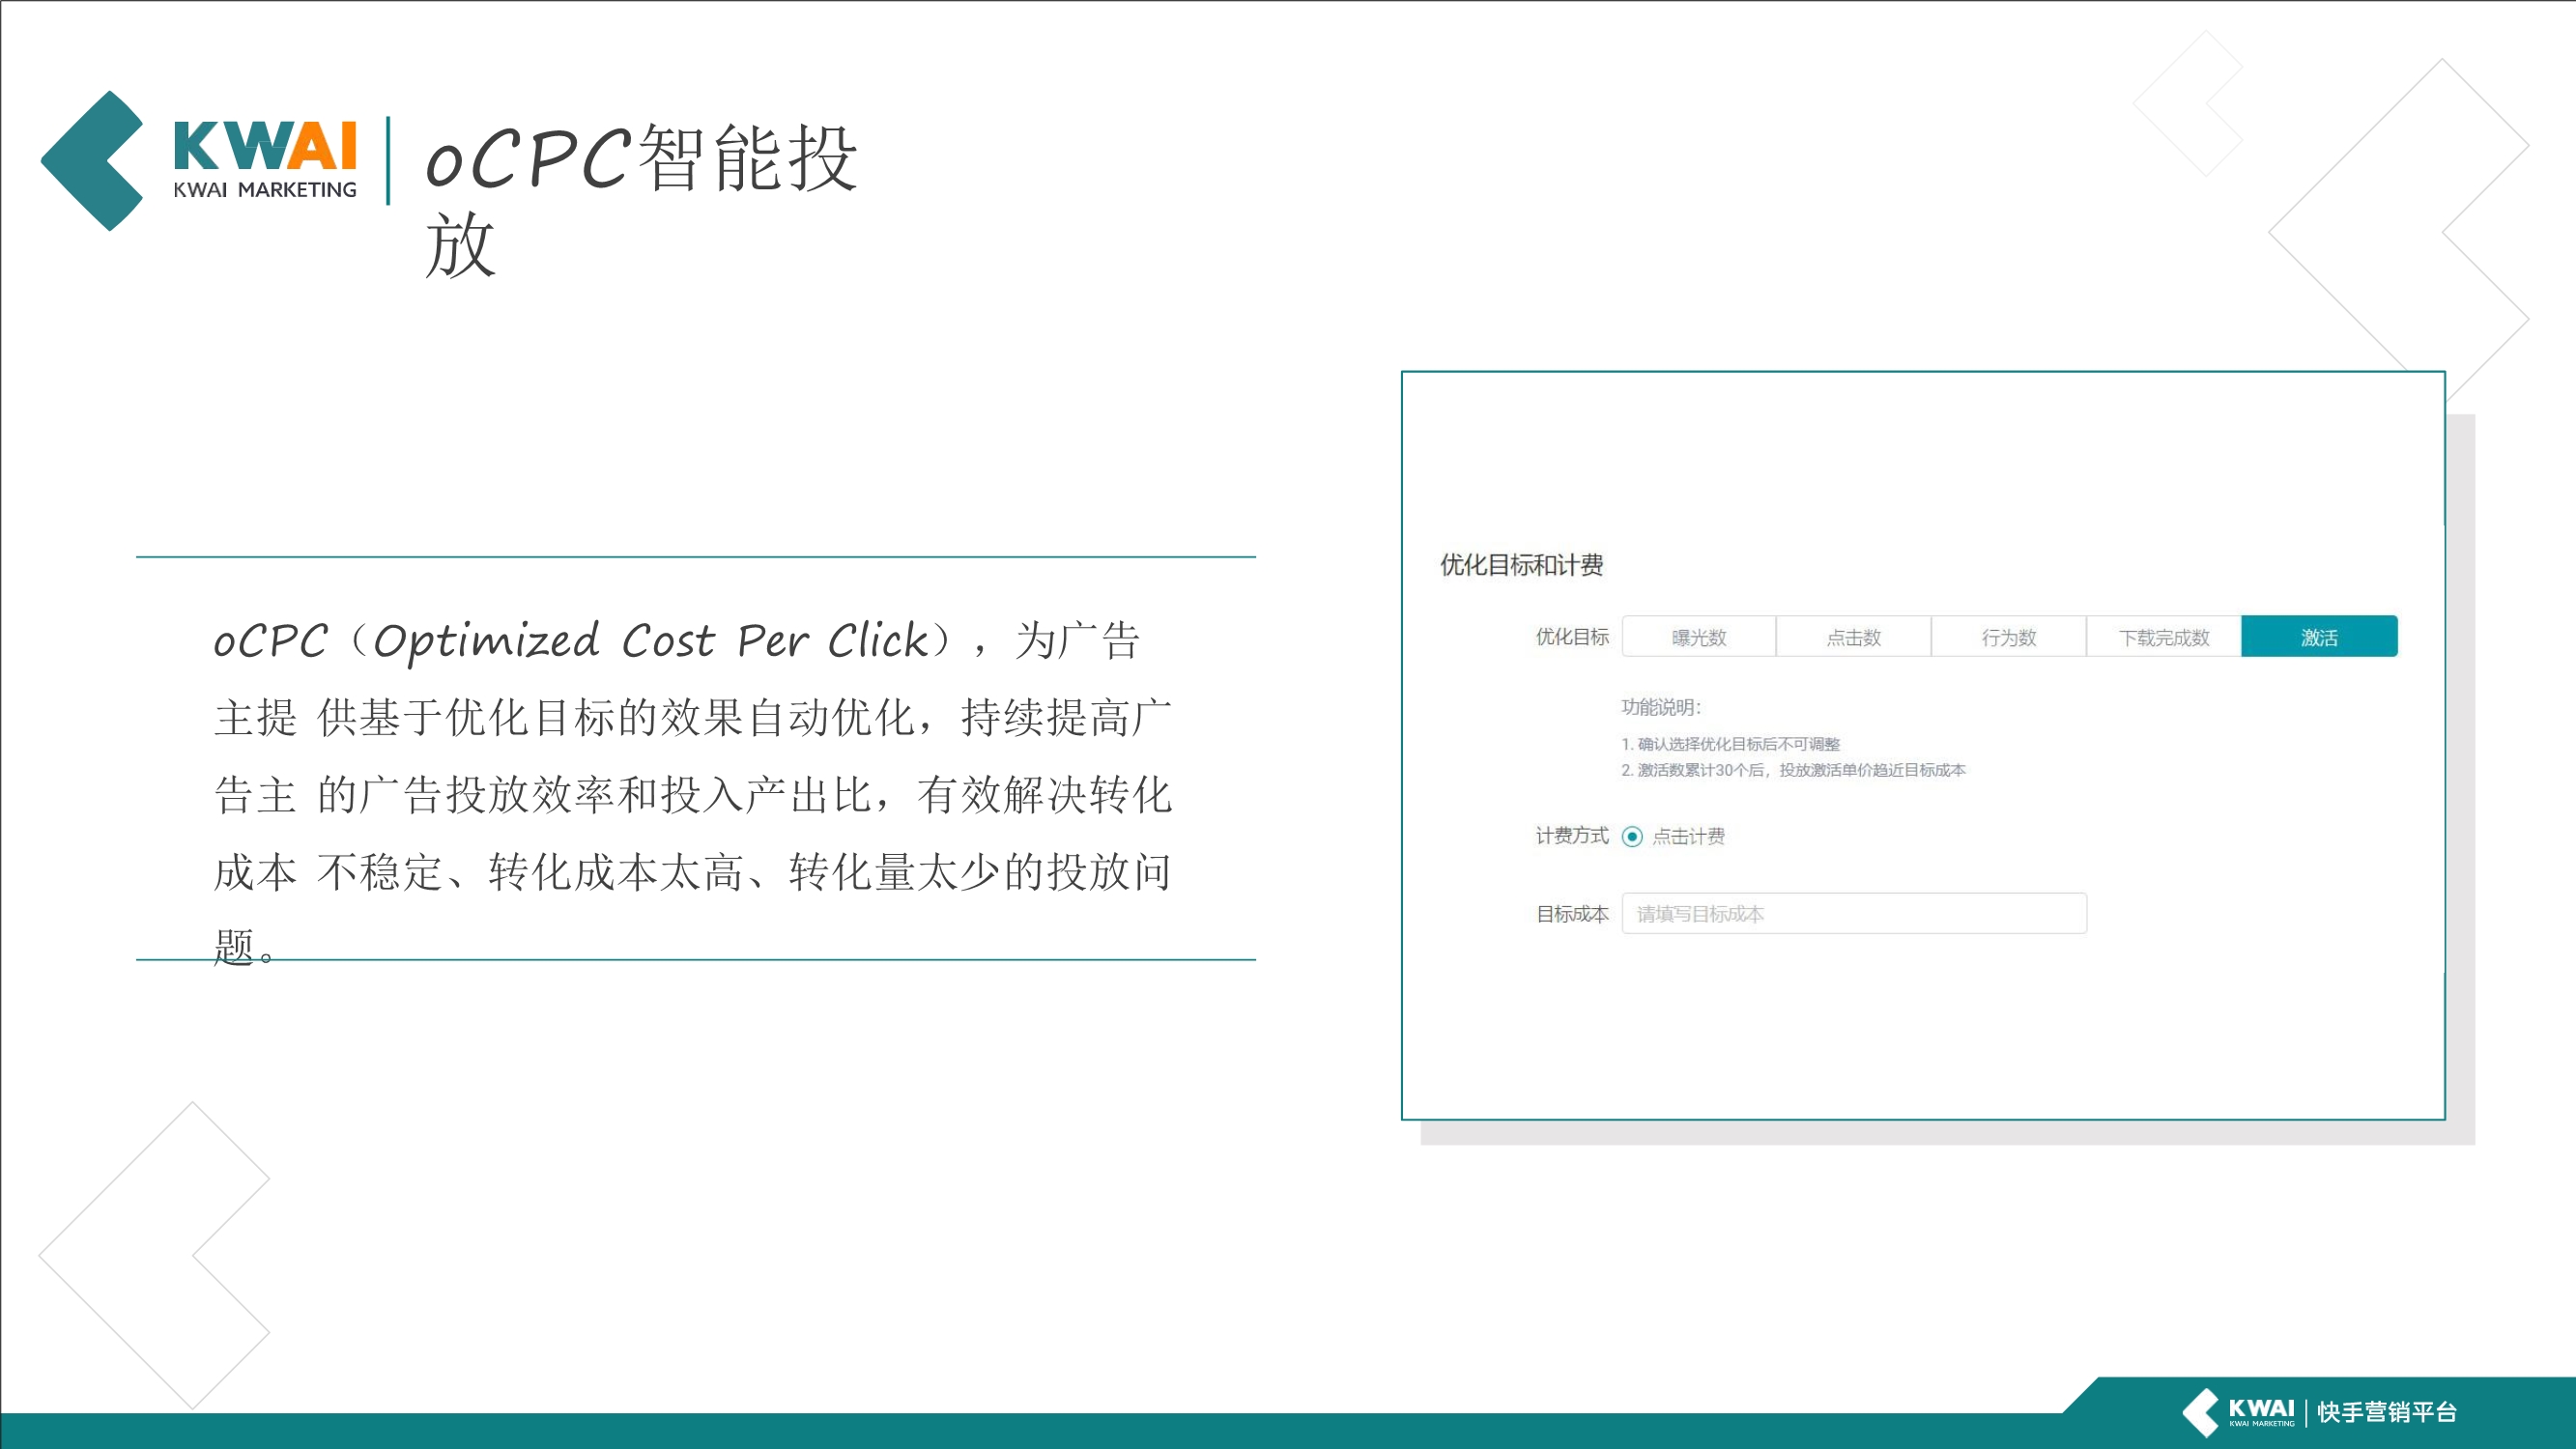 KWAI
KWAI MARKETING
oCPC智能投
放
oCPC（Optimized Cost Per Click），为广告
主提 供基于优化目标的效果自动优化，持续提高广
告主 的广告投放效率和投入产出比，有效解决转化
成本 不稳定、转化成本太高、转化量太少的投放问
题。
优化目标和计费
优化目标 曝光数 点击数 行为数 下载完成数 激活
功能说明：
1. 确认选择优化目标后不可调整
2. 激活数累计30个后，投放激活单价趋近目标成本
计费方式 点击计费
目标成本 请填写目标成本
KWAI
KWAI MARKETING
快手营销平台